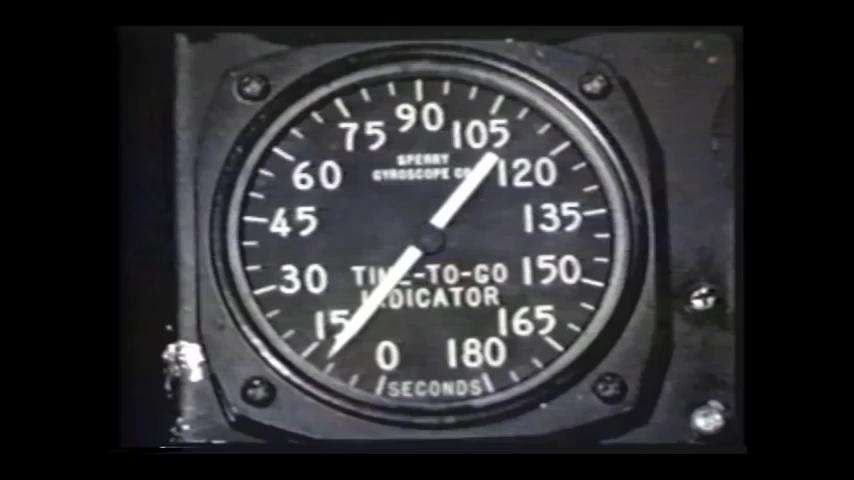 90
75 105
SPERRY
GYROSCOPE CO
60 120
45 135
30 TIME-TO-GO 150
INDICATOR
15 165
0 180
SECONDS